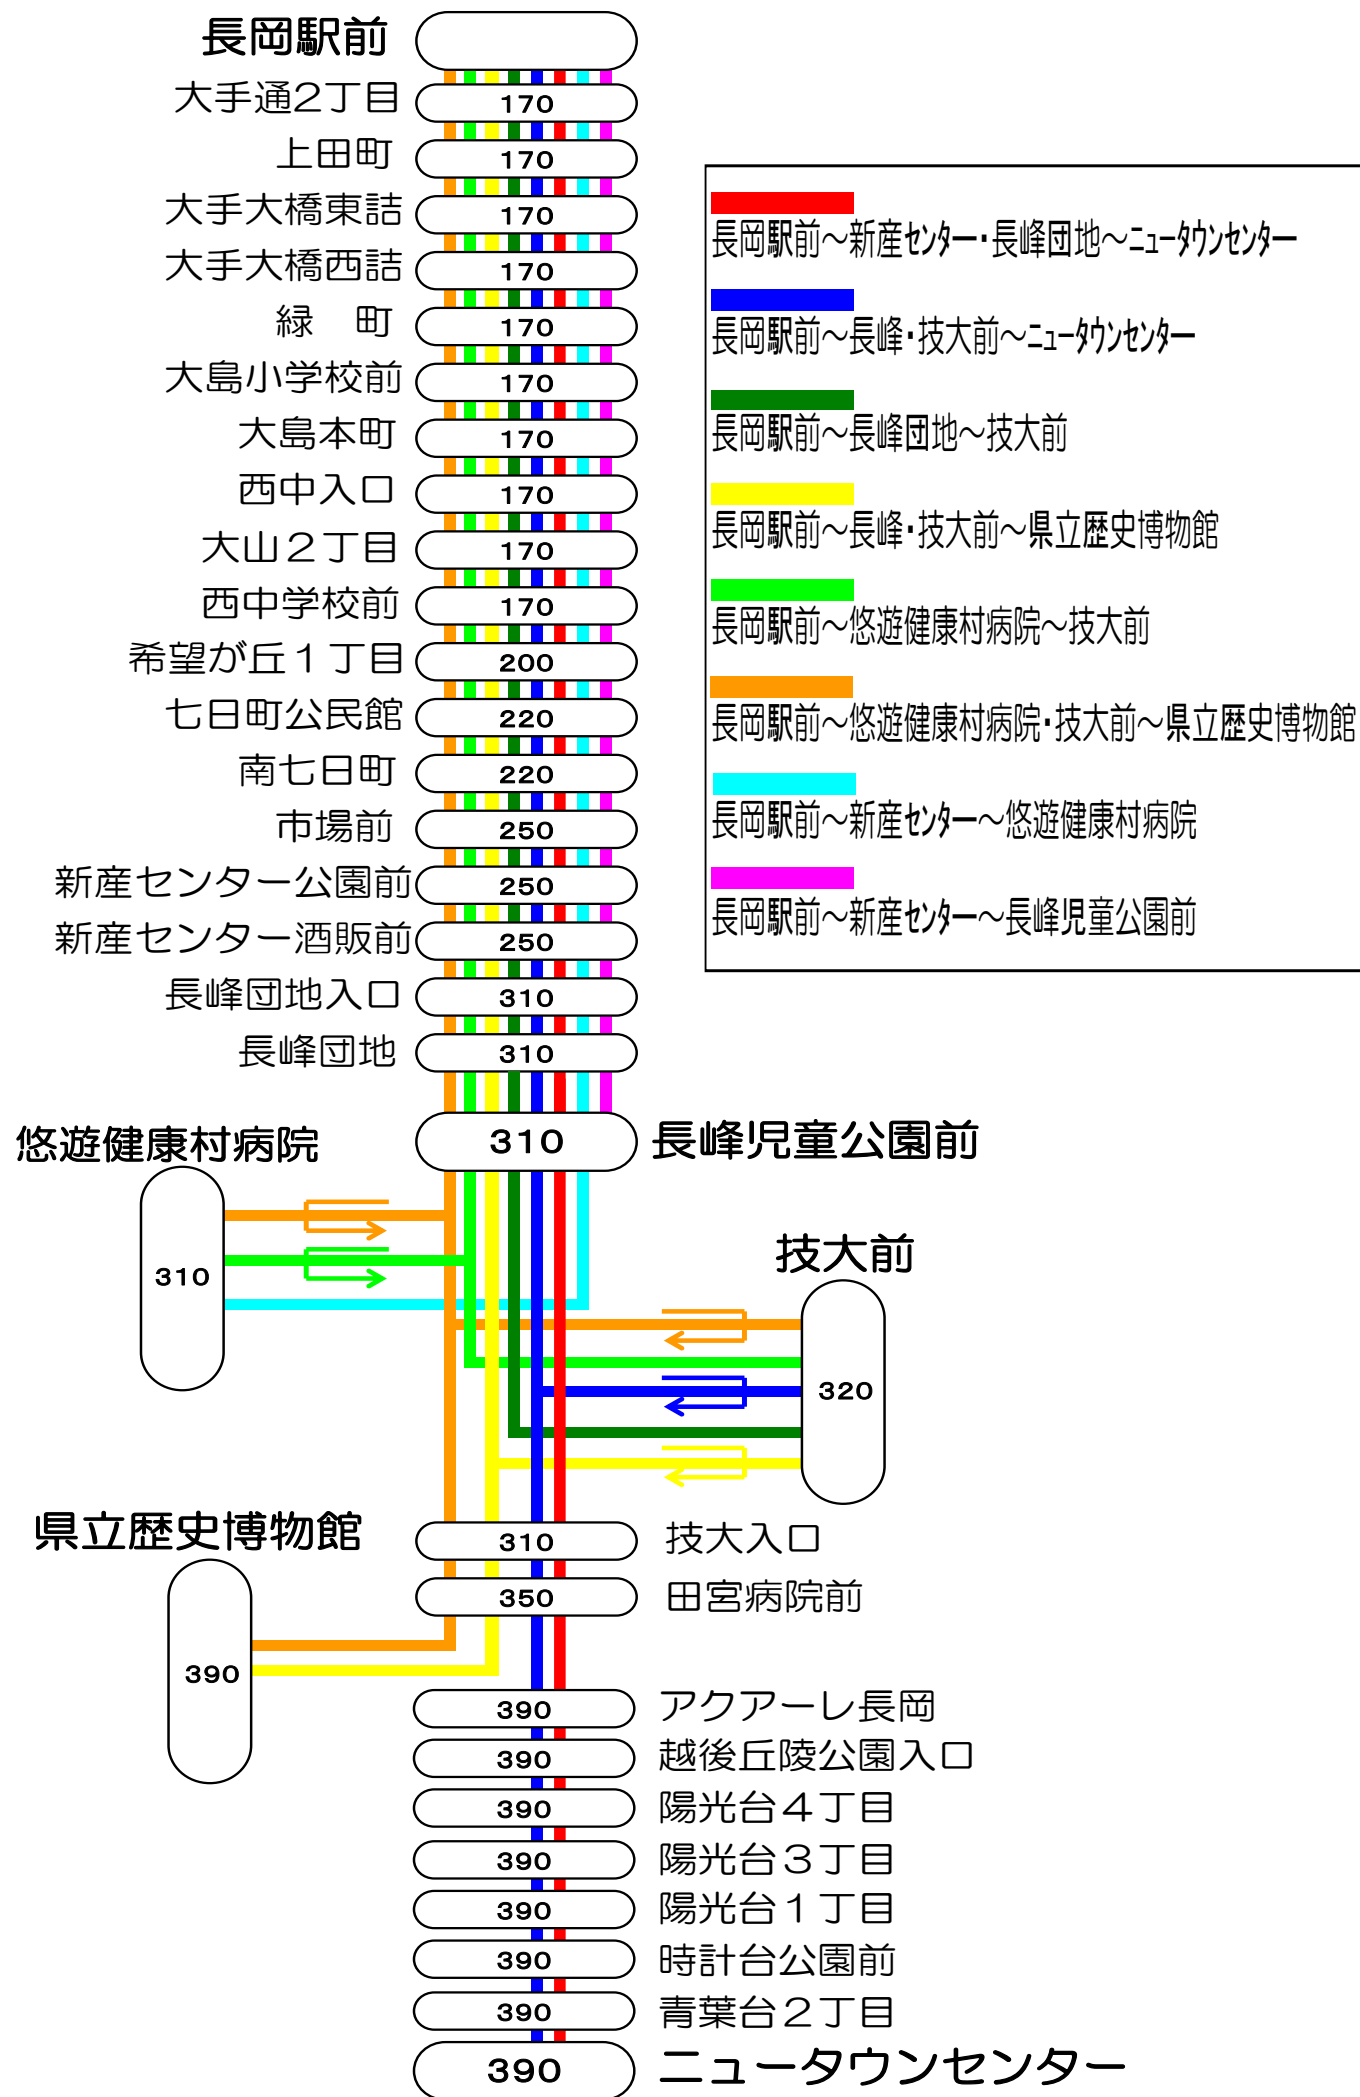 長岡駅前
大手通2丁目 170
上田町 170
大手大橋東詰 170
大手大橋西詰 170
緑　町 170
大島小学校前 170
大島本町 170
西中入口 170
大山２丁目 170
西中学校前 170
希望が丘１丁目 200
七日町公民館 220
南七日町 220
市場前 250
新産センター公園前 250
新産センター酒販前 250
長峰団地入口 310
長峰団地 310
310 長峰児童公園前
悠遊健康村病院
310
技大前
320
県立歴史博物館
390
310 技大入口
350 田宮病院前
390 アクアーレ長岡
390 越後丘陵公園入口
390 陽光台４丁目
390 陽光台３丁目
390 陽光台１丁目
390 時計台公園前
390 青葉台２丁目
390 ニュータウンセンター
長岡駅前～新産センター・長峰団地～ニュータウンセンター
長岡駅前～長峰・技大前～ニュータウンセンター
長岡駅前～長峰団地～技大前
長岡駅前～長峰・技大前～県立歴史博物館
長岡駅前～悠遊健康村病院～技大前
長岡駅前～悠遊健康村病院・技大前～県立歴史博物館
長岡駅前～新産センター～悠遊健康村病院
長岡駅前～新産センター～長峰児童公園前